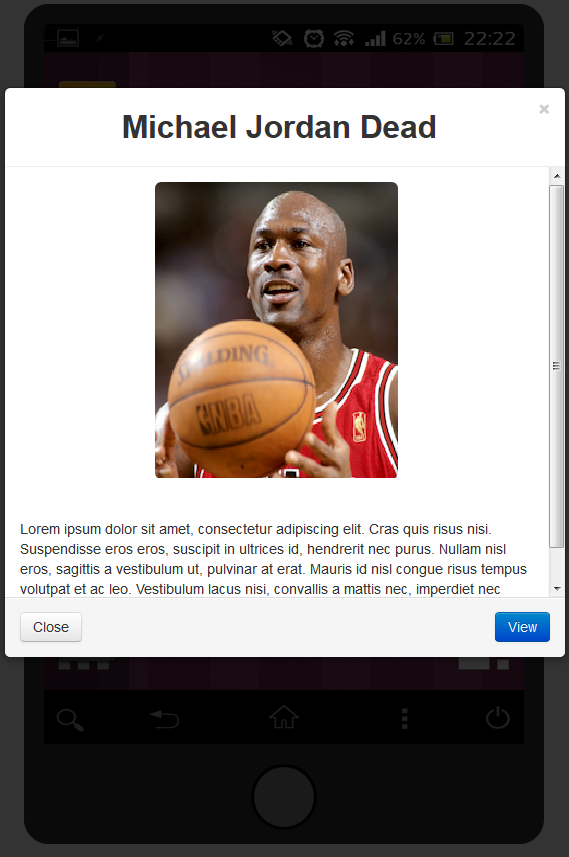 62% 22:22
Michael Jordan Dead
×
SPALDING
NBA
Lorem ipsum dolor sit amet, consectetur adipiscing elit. Cras quis risus nisi.
Suspendisse eros eros, suscipit in ultrices id, hendrerit nec purus. Nullam nisl
eros, sagittis a vestibulum ut, pulvinar at erat. Mauris id nisl congue risus tempus
volutpat et ac leo. Vestibulum lacus nisi, convallis a mattis nec, imperdiet nec
Close View